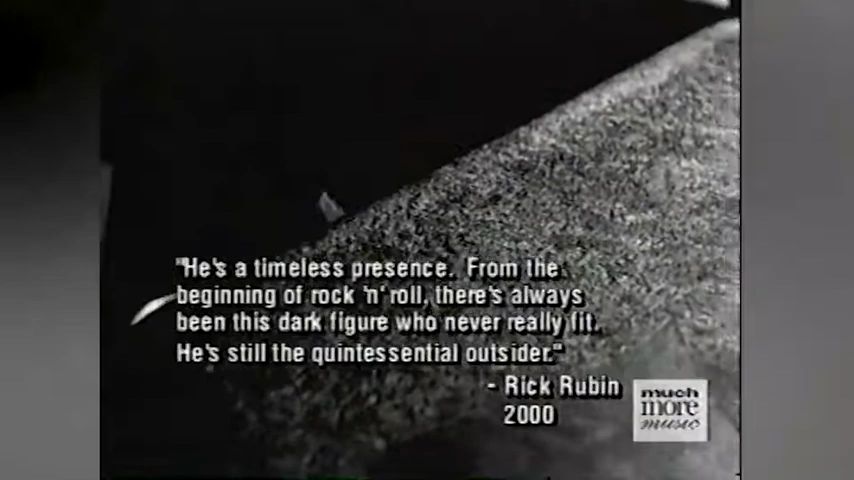 "He's a timeless presence. From the
beginning of rock 'n' roll, there's always
been this dark figure who never really fit.
He's still the quintessential outsider."
- Rick Rubin
2000
much
more
music